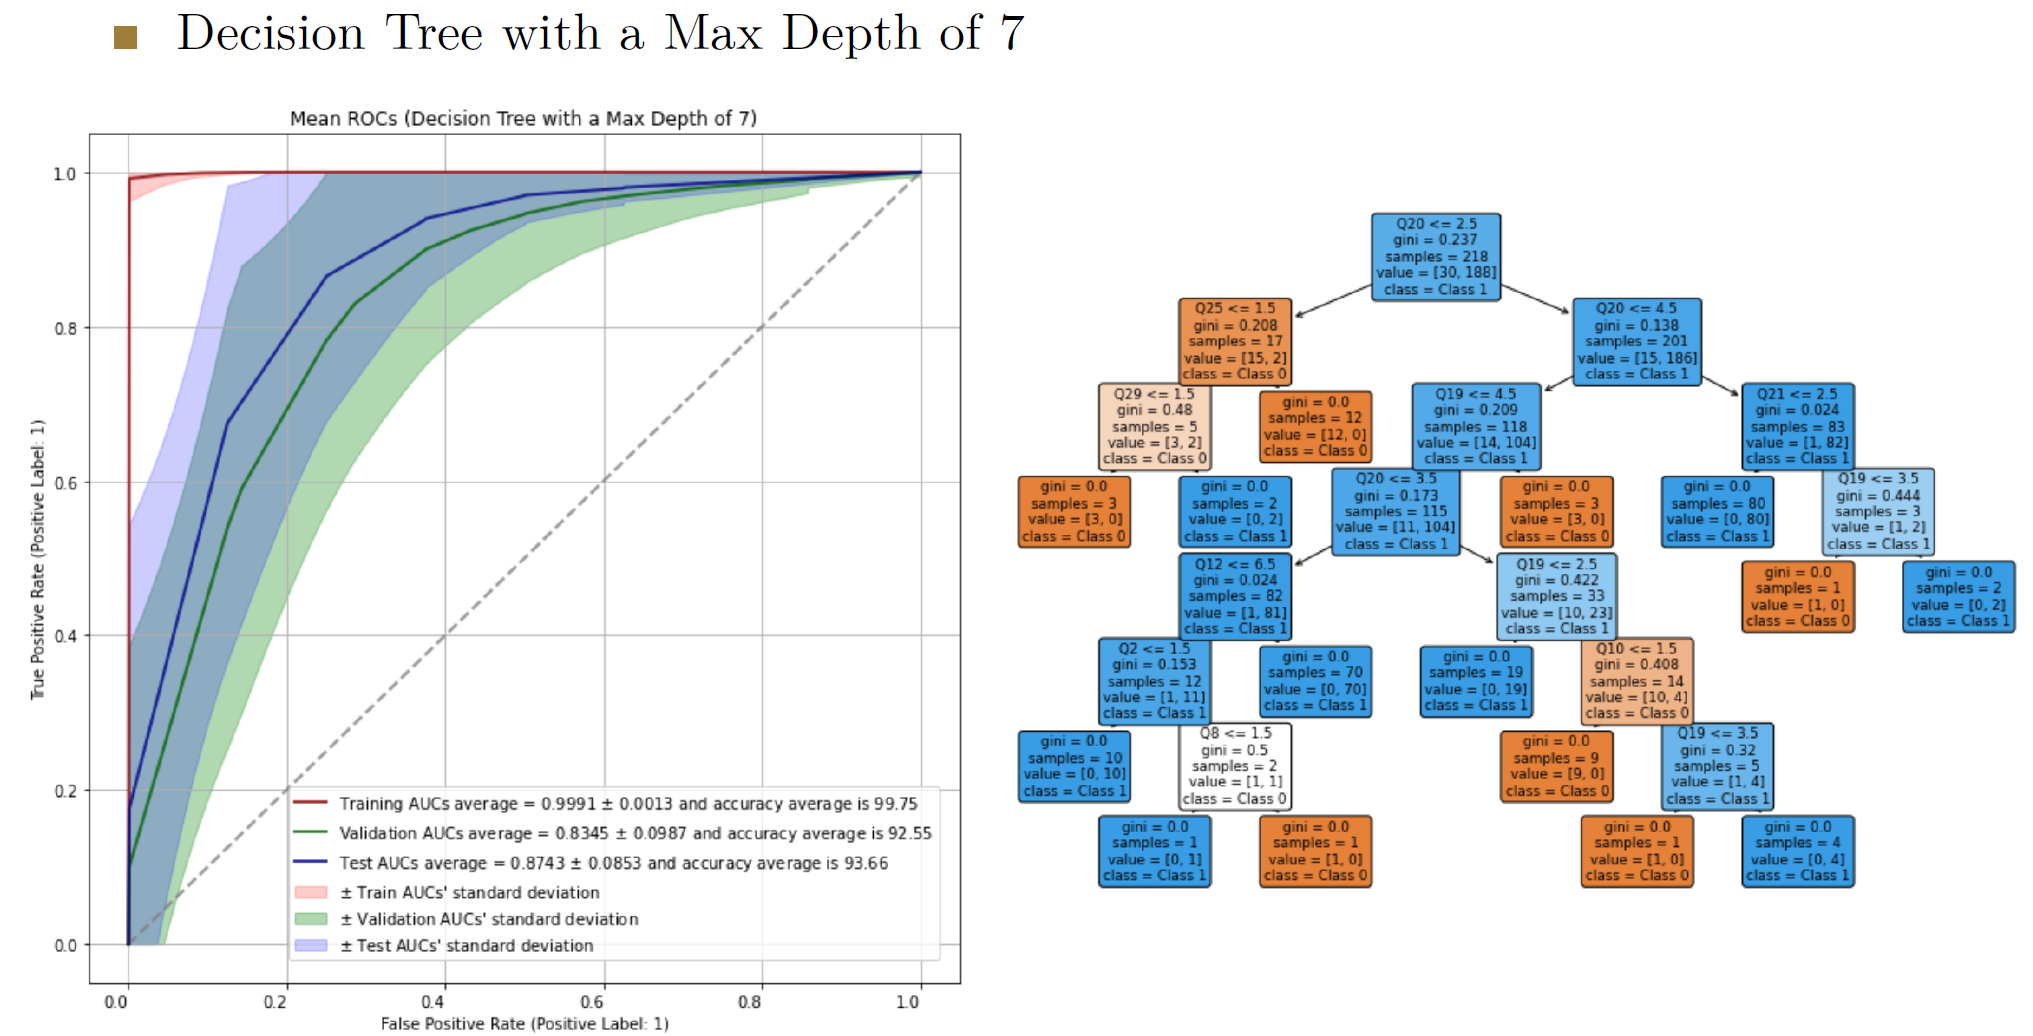 Decision Tree with a Max Depth of 7
Mean ROCs (Decision Tree with a Max Depth of 7)
True Positive Rate (Positive Label: 1)
1.0
0.8
0.6
0.4
0.2
0.0
Training AUCs average = 0.9991 ± 0.0013 and accuracy average is 99.75
Validation AUCs average = 0.8345 ± 0.0987 and accuracy average is 92.55
Test AUCs average = 0.8743 ± 0.0853 and accuracy average is 93.66
± Train AUCs' standard deviation
± Validation AUCs' standard deviation
± Test AUCs' standard deviation
0.0 0.2 0.4 0.6 0.8 1.0
False Positive Rate (Positive Label: 1)
Q20 <= 2.5
gini = 0.237
samples = 218
value = [30, 188]
class = Class 1
Q25 <= 1.5
gini = 0.208
samples = 17
value = [15, 2]
class = Class 0
Q20 <= 4.5
gini = 0.138
samples = 201
value = [15, 186]
class = Class 1
Q29 <= 1.5
gini = 0.48
samples = 5
value = [3, 2]
class = Class 0
gini = 0.0
samples = 12
value = [12, 0]
class = Class 0
Q19 <= 4.5
gini = 0.209
samples = 118
value = [14, 104]
class = Class 1
Q21 <= 2.5
gini = 0.024
samples = 83
value = [1, 82]
class = Class 1
gini = 0.0
samples = 3
value = [3, 0]
class = Class 0
gini = 0.0
samples = 2
value = [0, 2]
class = Class 1
Q20 <= 3.5
gini = 0.173
samples = 115
value = [11, 104]
class = Class 1
gini = 0.0
samples = 3
value = [3, 0]
class = Class 0
gini = 0.0
samples = 80
value = [0, 80]
class = Class 1
Q19 <= 3.5
gini = 0.444
samples = 3
value = [1, 2]
class = Class 1
Q12 <= 6.5
gini = 0.024
samples = 82
value = [1, 81]
class = Class 1
Q19 <= 2.5
gini = 0.422
samples = 33
value = [10, 23]
class = Class 1
gini = 0.0
samples = 1
value = [1, 0]
class = Class 0
gini = 0.0
samples = 2
value = [0, 2]
class = Class 1
Q2 <= 1.5
gini = 0.153
samples = 12
value = [1, 11]
class = Class 1
gini = 0.0
samples = 70
value = [0, 70]
class = Class 1
gini = 0.0
samples = 19
value = [0, 19]
class = Class 1
Q10 <= 1.5
gini = 0.408
samples = 14
value = [10, 4]
class = Class 0
gini = 0.0
samples = 10
value = [0, 10]
class = Class 1
Q8 <= 1.5
gini = 0.5
samples = 2
value = [1, 1]
class = Class 0
gini = 0.0
samples = 9
value = [9, 0]
class = Class 0
Q19 <= 3.5
gini = 0.32
samples = 5
value = [1, 4]
class = Class 1
gini = 0.0
samples = 1
value = [0, 1]
class = Class 1
gini = 0.0
samples = 1
value = [1, 0]
class = Class 0
gini = 0.0
samples = 1
value = [1, 0]
class = Class 0
gini = 0.0
samples = 4
value = [0, 4]
class = Class 1